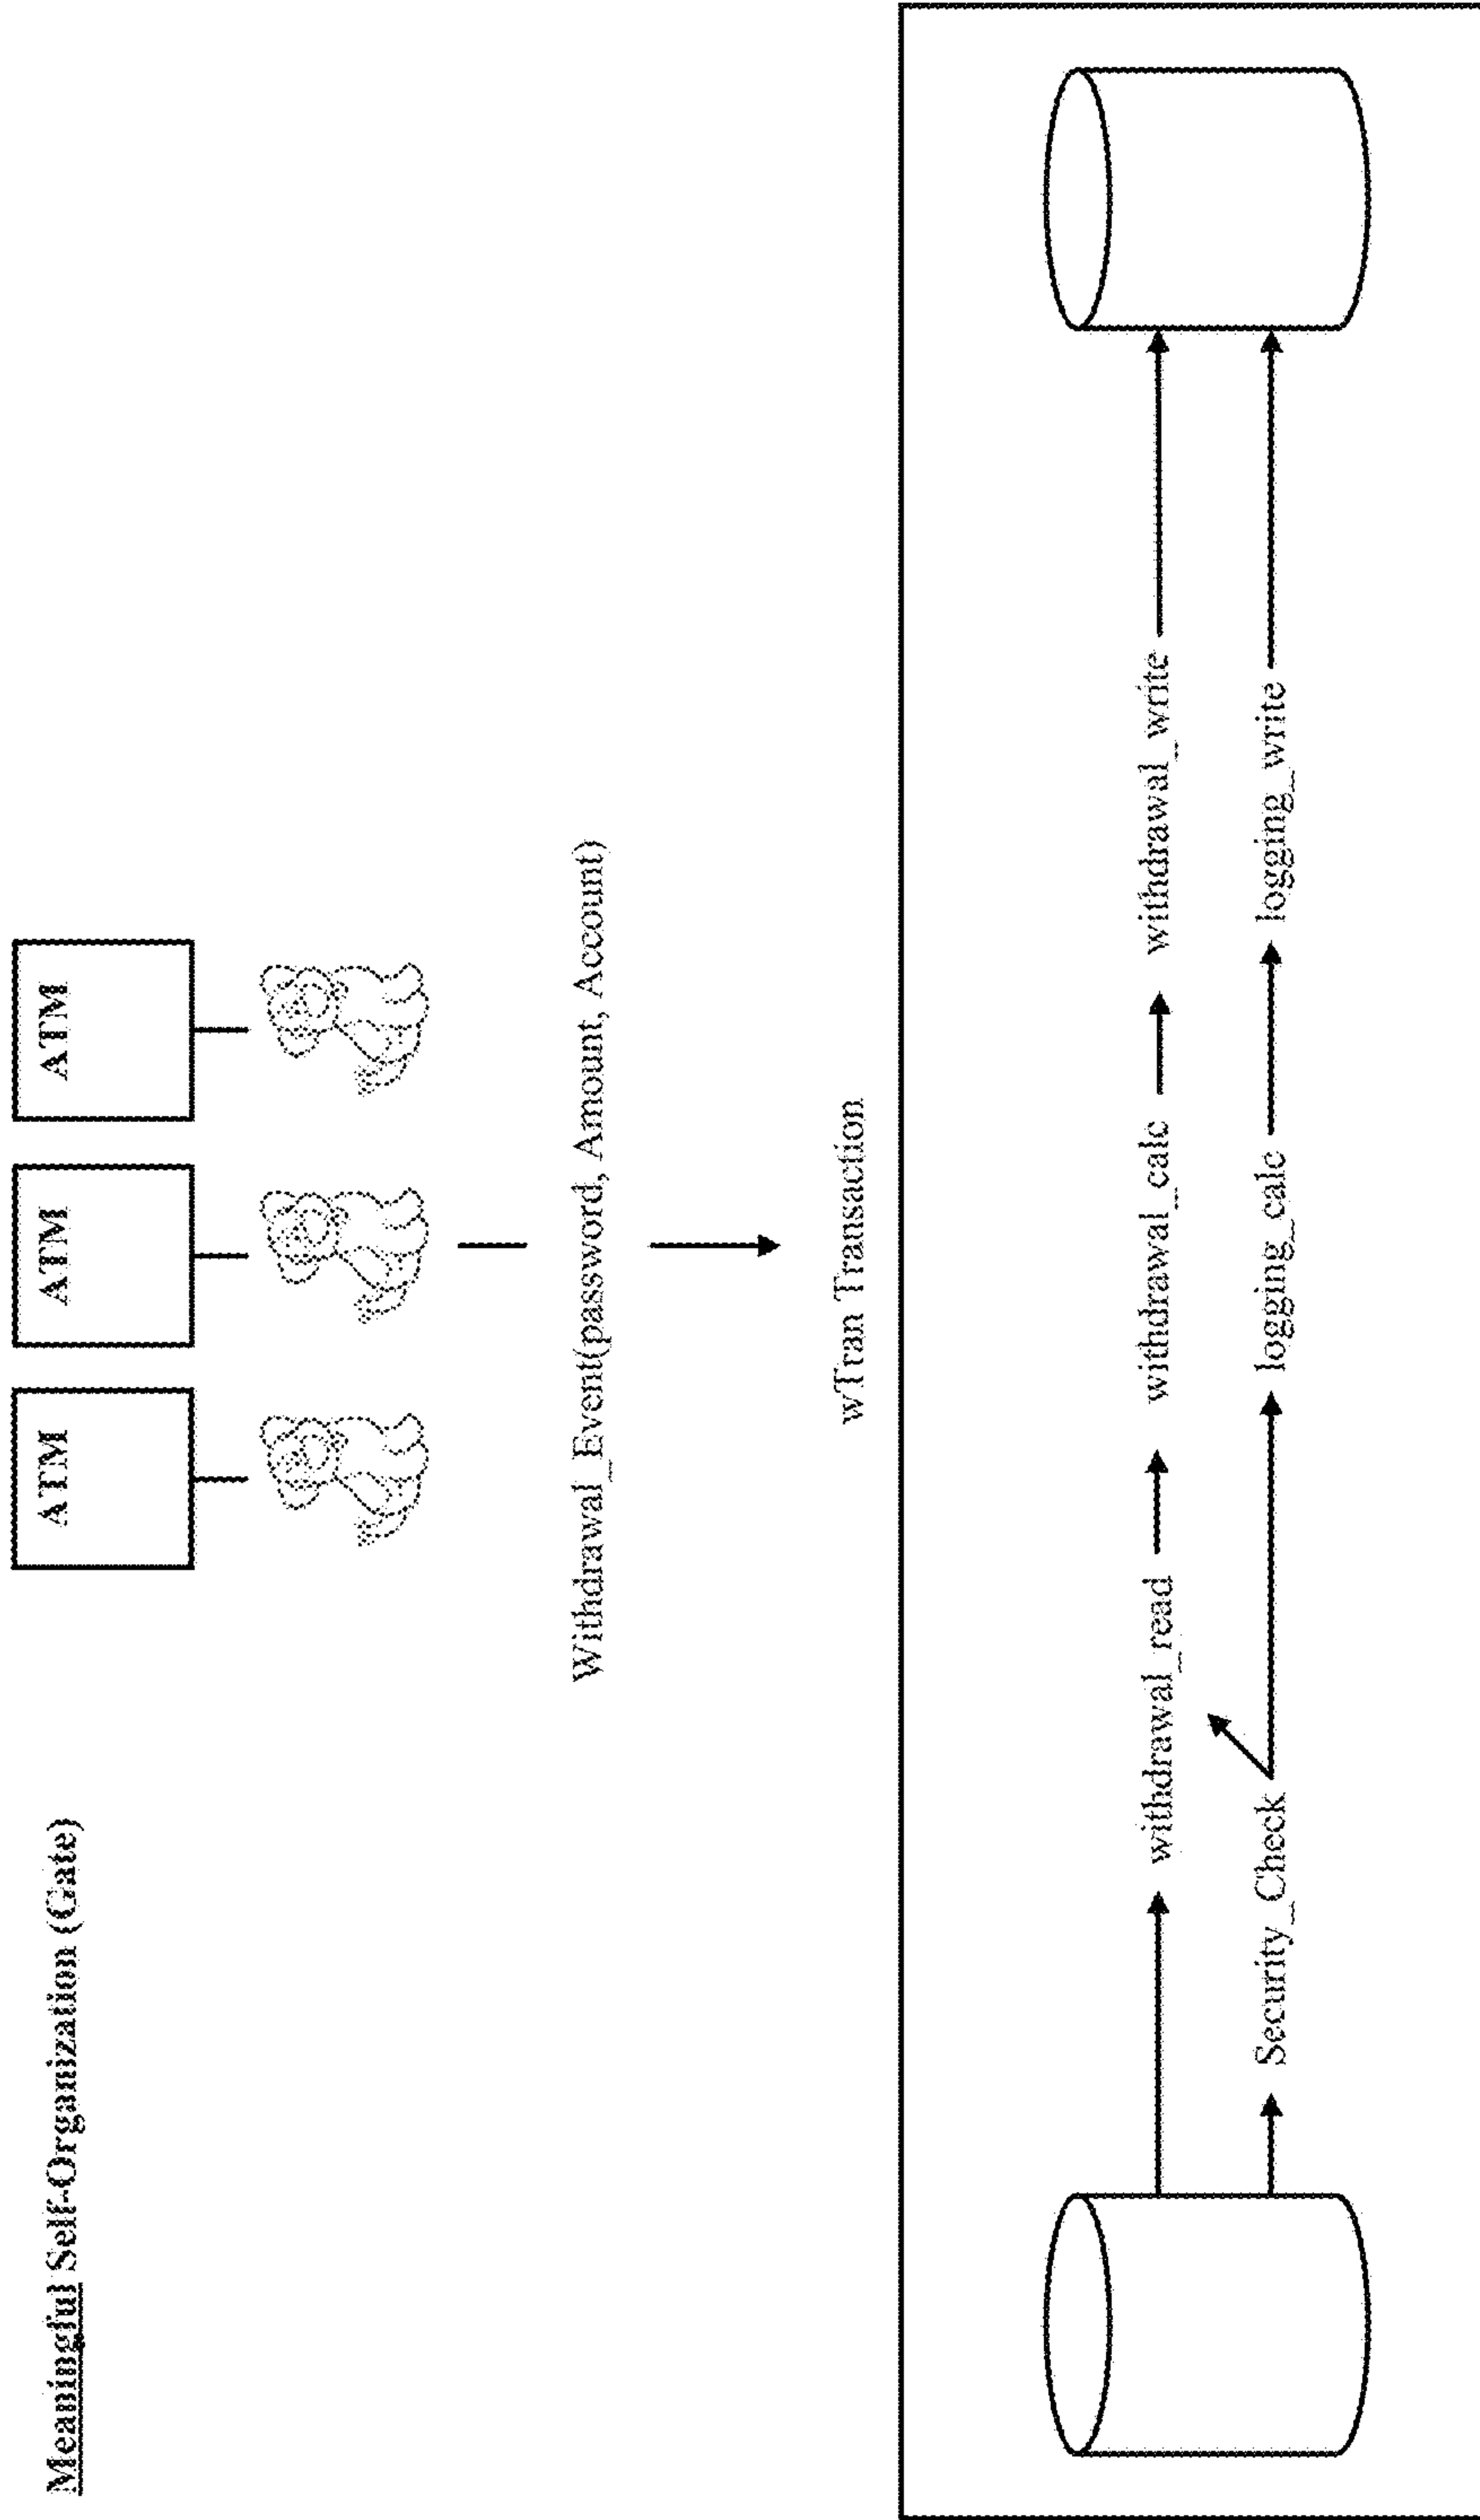 Meaningful Self-Organization (Gate)
ATM
ATM
ATM
Withdrawal_Event(password, Amount, Account)
wTran Transaction
withdrawal_read
withdrawal_calc
withdrawal_write
Security_Check
logging_calc
logging_write